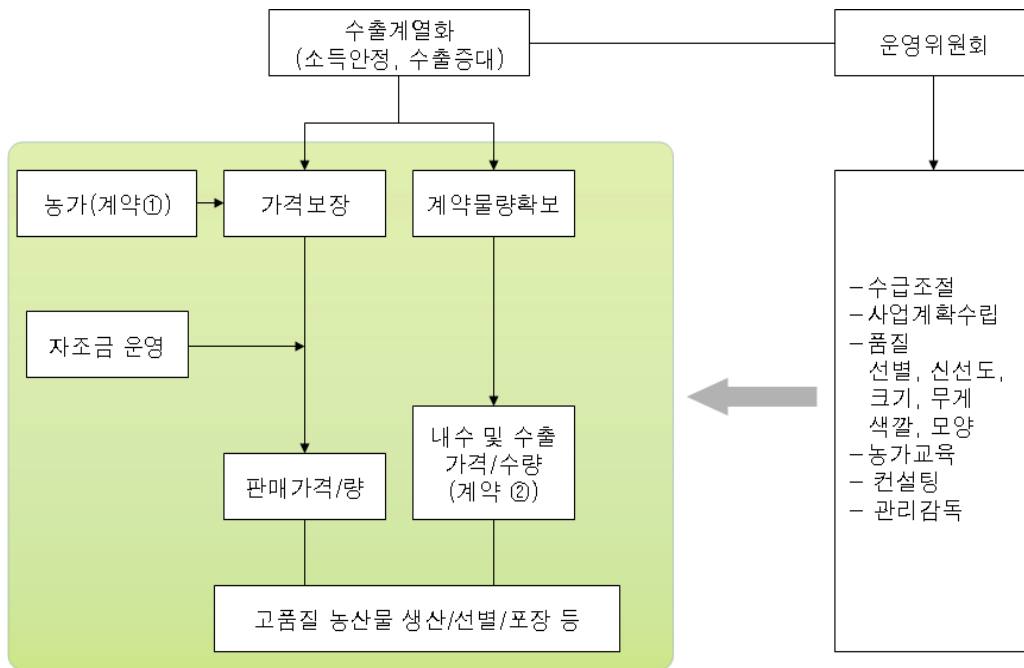 수출계열화
(소득안정, 수출증대)
운영위원회
농가(계약①)
가격보장
계약물량확보
자조금 운영
내수 및 수출
가격/수량
(계약 ②)
판매가격/량
고품질 농산물 생산/선별/포장 등
– 수급조절
– 사업계확수립
– 품질
선별, 신선도,
크기, 무게
색깔, 모양
– 농가교육
– 컨설팅
– 관리감독